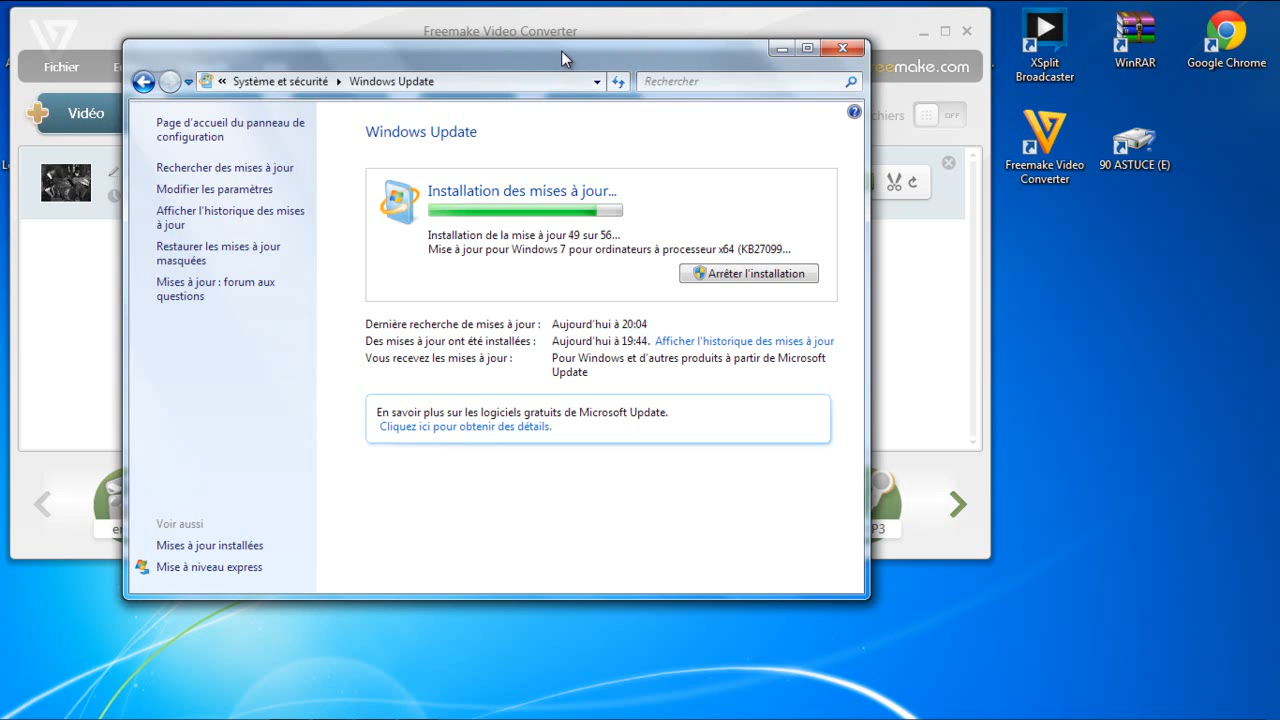 Freemake Video Converter
Fichier
freemake.com
Système et sécurité
Windows Update
Rechercher
Vidéo
OFF
Page d'accueil du panneau de
configuration
Rechercher des mises à jour
Modifier les paramètres
Afficher l'historique des mises
à jour
Restaurer les mises à jour
masquées
Mises à jour : forum aux
questions
Windows Update
Installation des mises à jour...
Installation de la mise à jour 49 sur 56...
Mise à jour pour Windows 7 pour ordinateurs à processeur x64 (KB27099...
Arrêter l'installation
Dernière recherche de mises à jour : Aujourd'hui à 20:04
Des mises à jour ont été installées : Aujourd'hui à 19:44. Afficher l'historique des mises à jour
Vous recevez les mises à jour : Pour Windows et d'autres produits à partir de Microsoft
Update
En savoir plus sur les logiciels gratuits de Microsoft Update.
Cliquez ici pour obtenir des détails.
Voir aussi
Mises à jour installées
Mise à niveau express
XSplit
Broadcaster
WinRAR
Google Chrome
Freemake Video
Converter
90 ASTUCE (E)